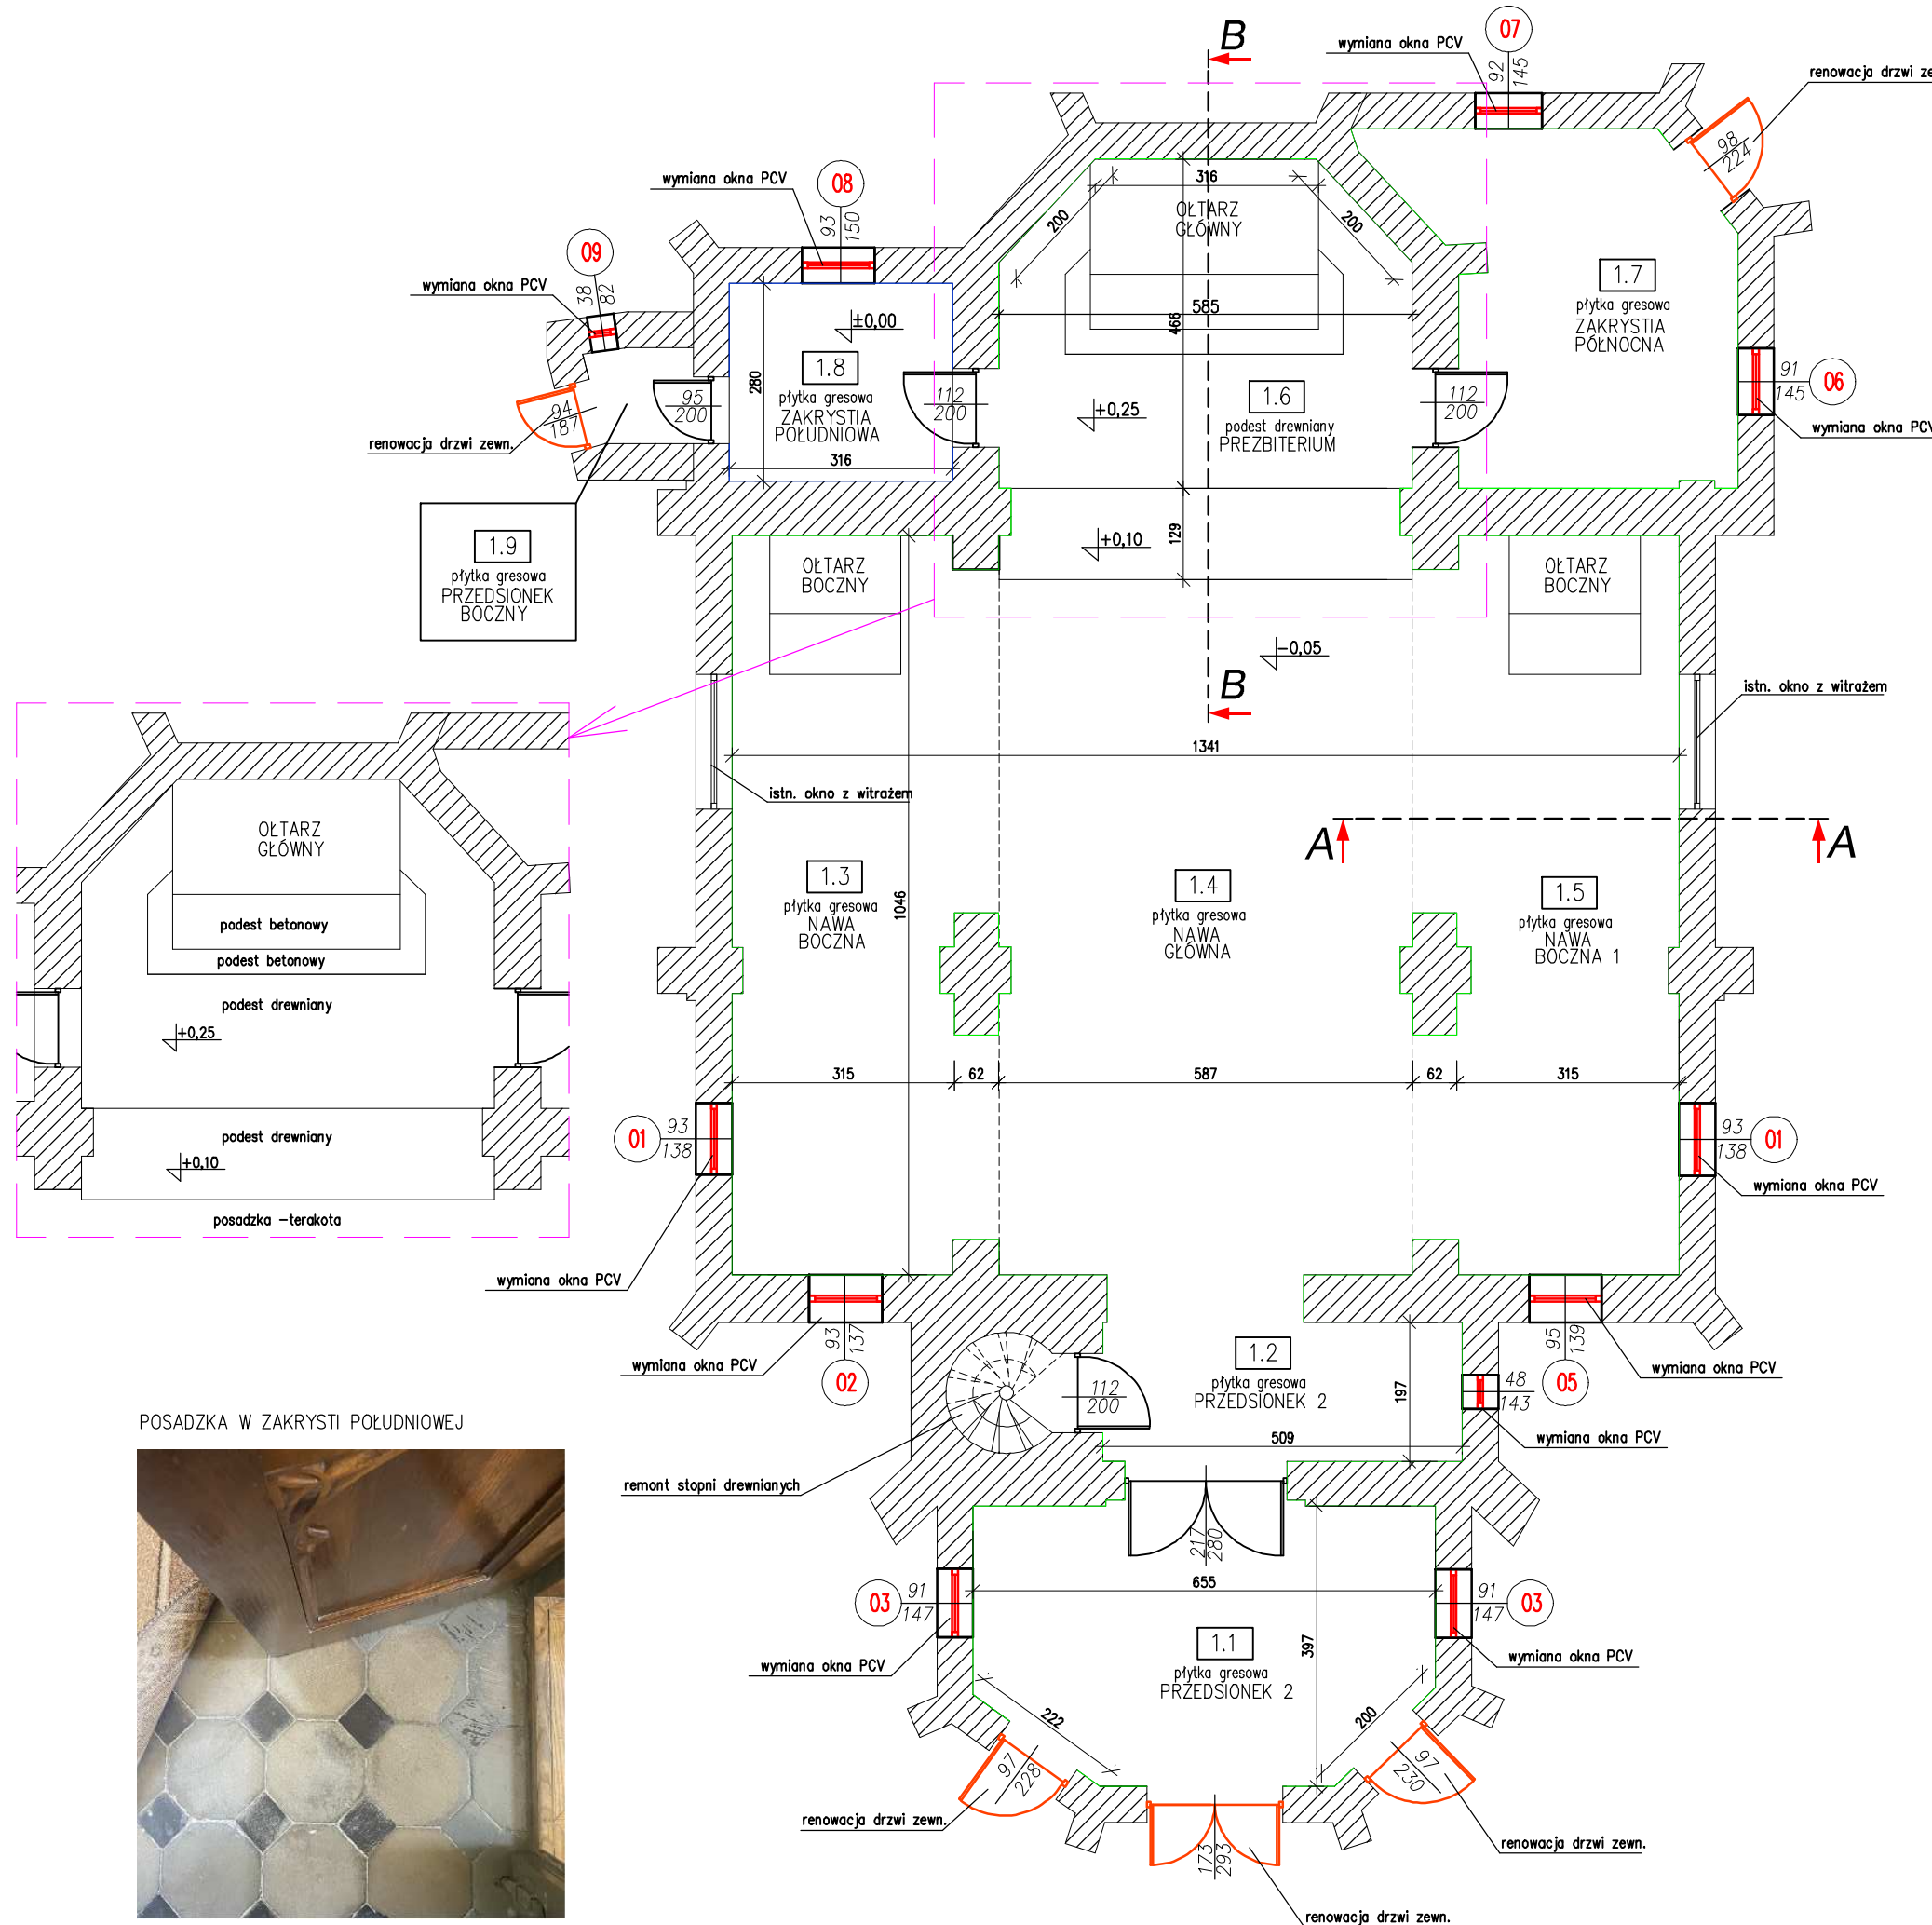 B
07
wymiana okna PCV
92
145
renowacja drzwi ze
98
224
08
wymiana okna PCV
93
150
316
200
200
OŁTARZ
GŁÓWNY
09
wymiana okna PCV
38
82
1.7
płytka gresowa
ZAKRYSTIA
PÓŁNOCNA
585
466
±0,00
1.8
płytka gresowa
ZAKRYSTIA
POŁUDNIOWA
280
316
95
200
112
200
+0,25
1.6
podest drewniany
PREZBITERIUM
112
200
91
145
06
wymiana okna PCV
94
187
renowacja drzwi zewn.
1.9
płytka gresowa
PRZEDSIONEK
BOCZNY
+0,10
129
OŁTARZ
BOCZNY
OŁTARZ
BOCZNY
-0,05
B
istn. okno z witrażem
1341
istn. okno z witrażem
A
A
OŁTARZ
GŁÓWNY
podest betonowy
podest betonowy
podest drewniany
+0,25
podest drewniany
+0,10
posadzka -terakota
1.3
płytka gresowa
NAWA
BOCZNA
1046
1.4
płytka gresowa
NAWA
GŁÓWNA
1.5
płytka gresowa
NAWA
BOCZNA 1
315
62
587
62
315
01
93
138
93
138
01
wymiana okna PCV
wymiana okna PCV
93
137
02
wymiana okna PCV
95
139
05
wymiana okna PCV
1.2
płytka gresowa
PRZEDSIONEK 2
112
200
197
48
143
wymiana okna PCV
509
remont stopni drewnianych
POSADZKA W ZAKRYSTI POŁUDNIOWEJ
217
280
655
03
91
147
91
147
03
wymiana okna PCV
wymiana okna PCV
1.1
płytka gresowa
PRZEDSIONEK 2
397
222
200
97
228
97
230
renowacja drzwi zewn.
renowacja drzwi zewn.
173
293
renowacja drzwi zewn.